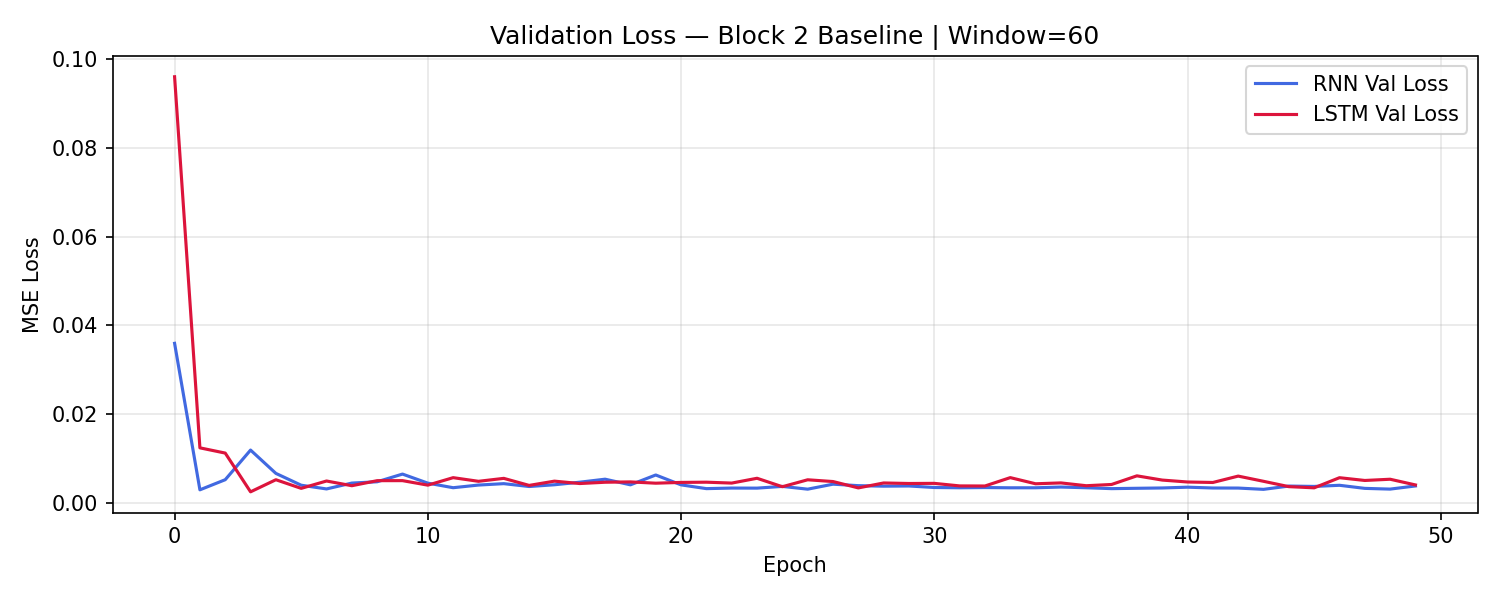 Validation Loss — Block 2 Baseline | Window=60
MSE Loss
0.10
0.08
0.06
0.04
0.02
0.00
RNN Val Loss
LSTM Val Loss
0 10 20 30 40 50
Epoch